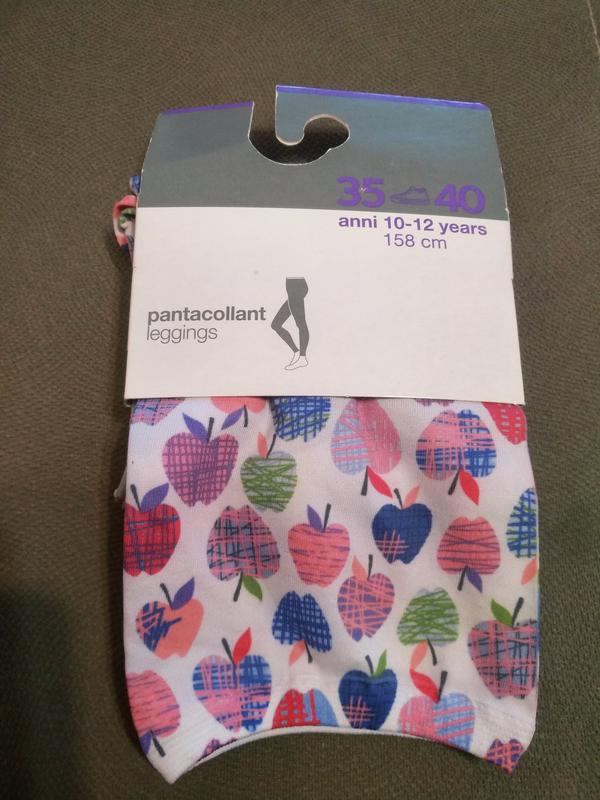 35 40
anni 10-12 years
158 cm
pantacollant
leggings